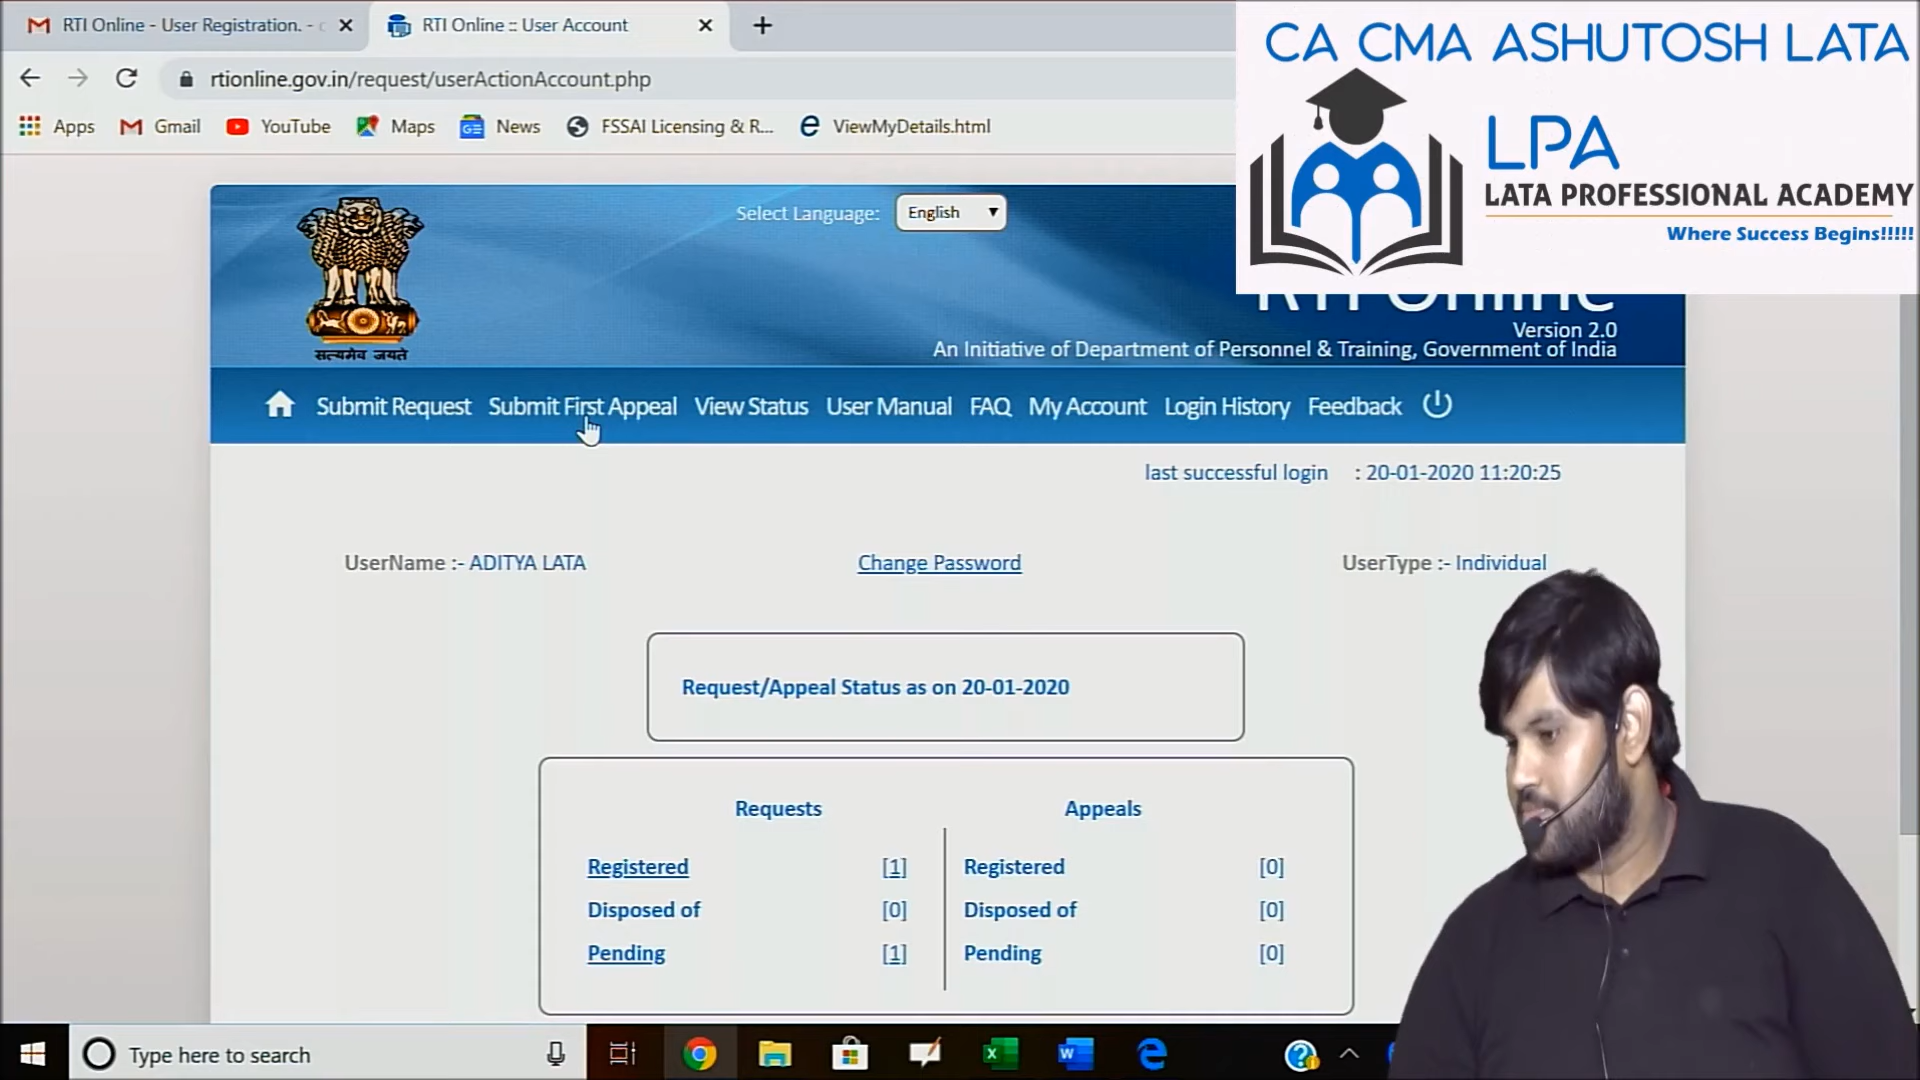 RTI Online - User Registration. -
RTI Online :: User Account
rtionline.gov.in/request/userActionAccount.php
Apps
Gmail
YouTube
Maps
News
FSSAI Licensing & R...
ViewMyDetails.html
CA CMA ASHUTOSH LATA
LPA
LATA PROFESSIONAL ACADEMY
Where Success Begins!!!!!
Select Language: English
सत्यमेव जयते
RTI Online
Version 2.0
An Initiative of Department of Personnel & Training, Government of India
Submit Request Submit First Appeal View Status User Manual FAQ My Account Login History Feedback
last successful login : 20-01-2020 11:20:25
UserName :- ADITYA LATA
Change Password
UserType :- Individual
Request/Appeal Status as on 20-01-2020
Requests Appeals
Registered [1] Registered [0]
Disposed of [0] Disposed of [0]
Pending [1] Pending [0]
Type here to search